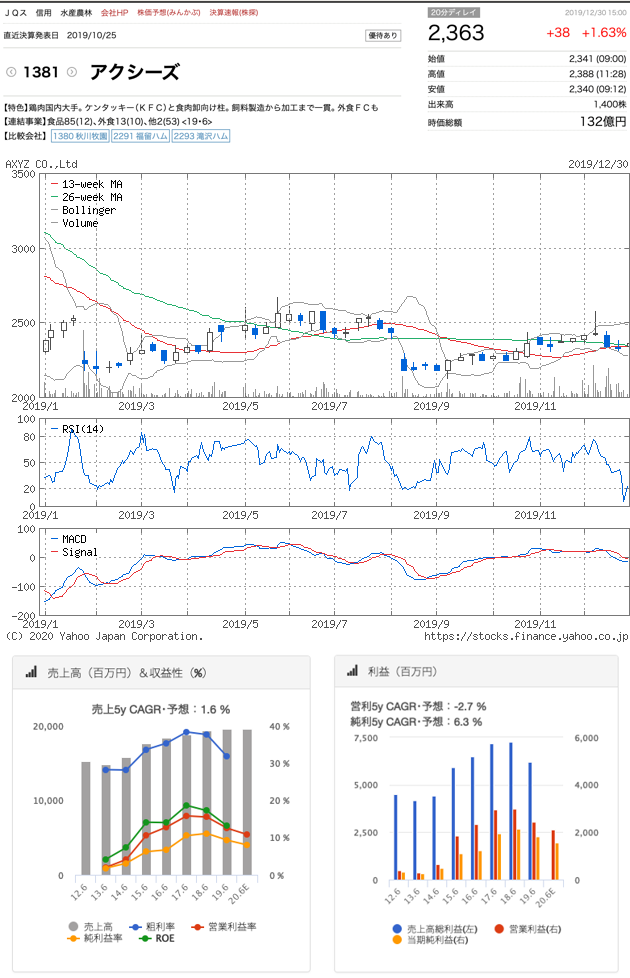 JQス 信用 水産農林 会社HP 株価予想(みんかぶ) 決算速報(株探)
直近決算発表日 2019/10/25 優待あり
1381 アクシーズ
【特色】鶏肉国内大手。ケンタッキー(KFC)と食肉卸向け柱。飼料製造から加工まで一貫。外食FCも
【連結事業】食品85(12)、外食13(10)、他2(53) <19・6>
【比較会社】 1380 秋川牧園 2291 福留ハム 2293 滝沢ハム
20分ディレイ 2019/12/30 15:00
2,363 +38 +1.63%
始値 2,341 (09:00)
高値 2,388 (11:28)
安値 2,340 (09:12)
出来高 1,400株
時価総額 132億円
AXYZ CO.,Ltd 2019/12/30
3500
3000
2500
2000
13-week MA
26-week MA
Bollinger
Volume
2019/1 2019/3 2019/5 2019/7 2019/9 2019/11
100
80
50
20
0
RSI(14)
2019/1 2019/3 2019/5 2019/7 2019/9 2019/11
100
0
-100
-200
MACD
Signal
2019/1 2019/3 2019/5 2019/7 2019/9 2019/11
(C) 2020 Yahoo Japan Corporation. https://stocks.finance.yahoo.co.jp
売上高(百万円)&収益性(%)
売上5y CAGR・予想:1.6 %
20,000
10,000
0
40 %
30 %
20 %
10 %
0 %
12.6 13.6 14.6 15.6 16.6 17.6 18.6 19.6 20.6E
売上高 粗利率 営業利益率
純利益率 ROE
利益(百万円)
営利5y CAGR・予想:-2.7 %
純利5y CAGR・予想:6.3 %
7,500
5,000
2,500
0
6,000
4,000
2,000
0
12.6 13.6 14.6 15.6 16.6 17.6 18.6 19.6 20.6E
売上高総利益(左) 営業利益(右)
当期純利益(右)